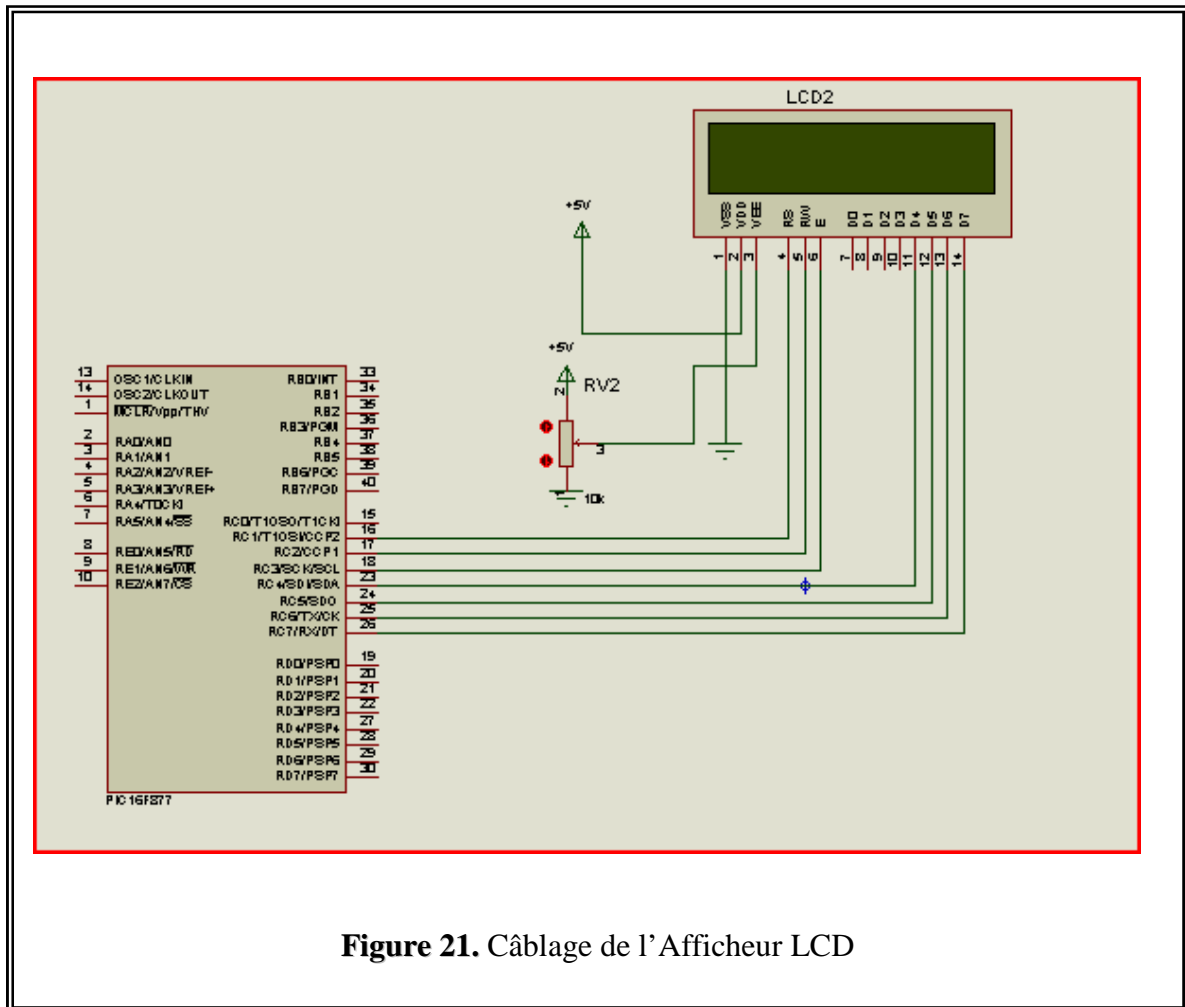 LCD2
VSS
VDD
VEE
RS
RW
E
D0
D1
D2
D3
D4
D5
D6
D7
1
2
3
4
5
6
7
8
9
10
11
12
13
14
+5V
+5V
RV2
2
3
1
10k
13 OSC1/CLKIN
14 OSC2/CLKOUT
1 MCLR/Vpp/THV
2 RA0/AN0
3 RA1/AN1
4 RA2/AN2/VREF-
5 RA3/AN3/VREF+
6 RA4/T0CKI
7 RA5/AN4/SS
8 RE0/AN5/RD
9 RE1/AN6/WR
10 RE2/AN7/CS
RB0/INT 33
RB1 34
RB2 35
RB3/PGM 36
RB4 37
RB5 38
RB6/PGC 39
RB7/PGD 40
RC0/T1OSO/T1CKI 15
RC1/T1OSI/CCP2 16
RC2/CCP1 17
RC3/SCK/SCL 18
RC4/SDI/SDA 23
RC5/SDO 24
RC6/TX/CK 25
RC7/RX/DT 26
RD0/PSP0 19
RD1/PSP1 20
RD2/PSP2 21
RD3/PSP3 22
RD4/PSP4 27
RD5/PSP5 28
RD6/PSP6 29
RD7/PSP7 30
PIC16F877
Figure 21. Câblage de l’Afficheur LCD